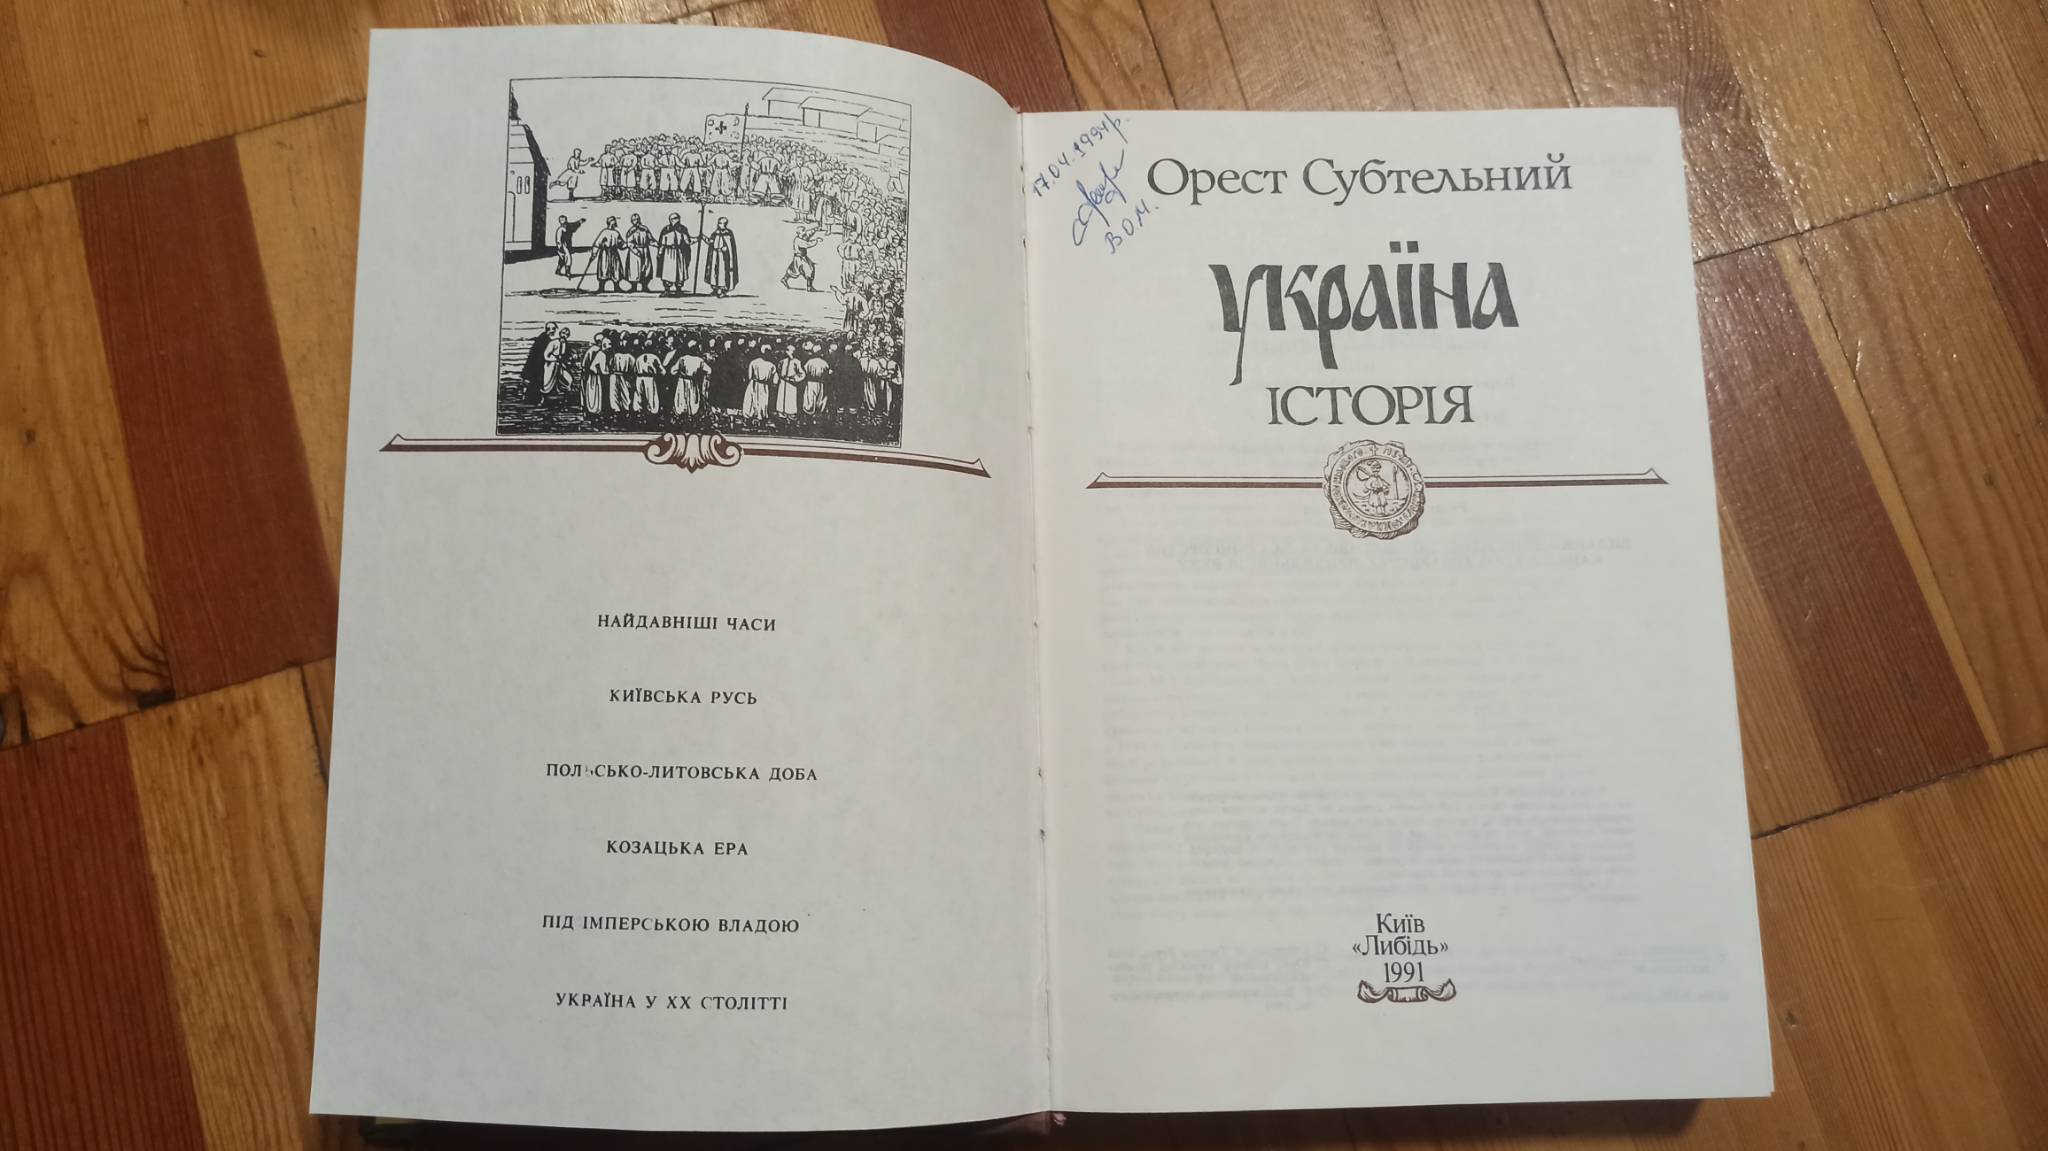 НАЙДАВНІШІ ЧАСИ
КИЇВСЬКА РУСЬ
ПОЛЬСЬКО-ЛИТОВСЬКА ДОБА
КОЗАЦЬКА ЕРА
ПІД ІМПЕРСЬКОЮ ВЛАДОЮ
УКРАЇНА У XX СТОЛІТТІ
17.04.1994р.
В О М.
Орест Субтельний
УКРАЇНА
ІСТОРІЯ
Київ
«Либідь»
1991